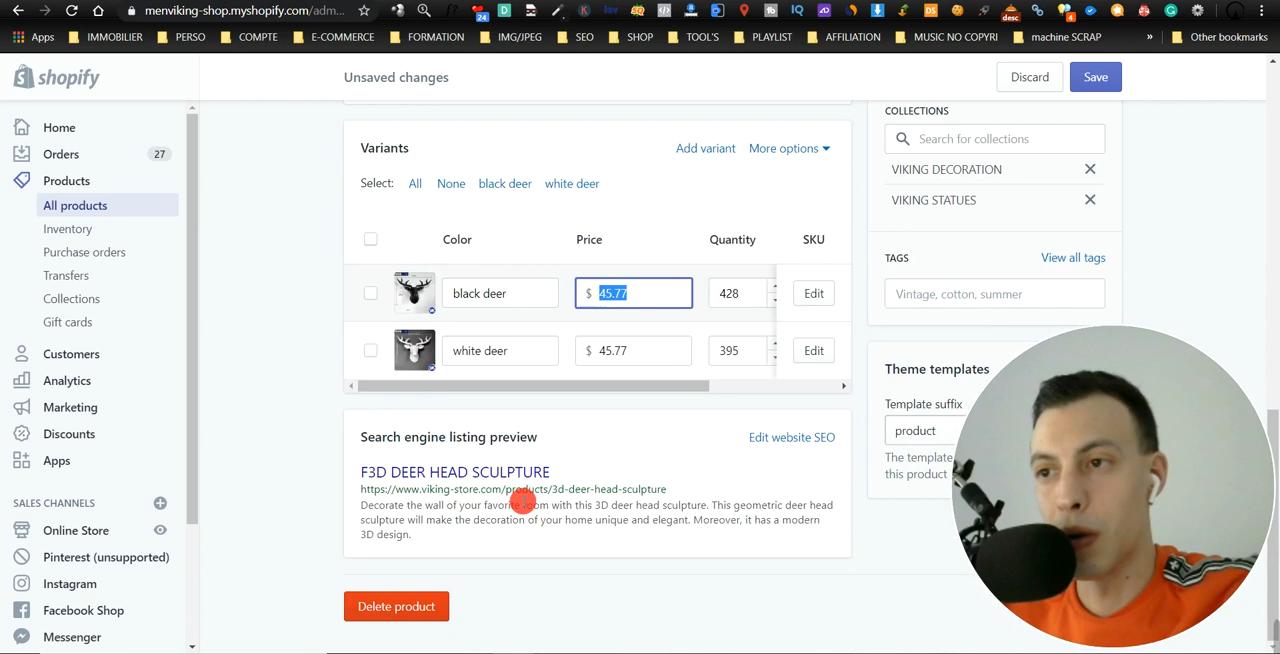 menviking-shop.myshopify.com/adm...
24
desc
4
Apps IMMOBILIER PERSO COMPTE E-COMMERCE FORMATION IMG/JPEG SEO SHOP TOOL'S PLAYLIST AFFILIATION MUSIC NO COPYRI machine SCRAP » Other bookmarks
shopify
Unsaved changes
Discard
Save
Home
Orders 27
Products
All products
Inventory
Purchase orders
Transfers
Collections
Gift cards
Customers
Analytics
Marketing
Discounts
Apps
SALES CHANNELS
Online Store
Pinterest (unsupported)
Instagram
Facebook Shop
Messenger
Variants
Add variant More options
Select: All None black deer white deer
Color Price Quantity SKU
black deer $ 45.77 428 Edit
white deer $ 45.77 395 Edit
Search engine listing preview
Edit website SEO
F3D DEER HEAD SCULPTURE
https://www.viking-store.com/products/3d-deer-head-sculpture
Decorate the wall of your favorite room with this 3D deer head sculpture. This geometric deer head
sculpture will make the decoration of your home unique and elegant. Moreover, it has a modern
3D design.
Delete product
COLLECTIONS
Search for collections
VIKING DECORATION
VIKING STATUES
TAGS
View all tags
Vintage, cotton, summer
Theme templates
Template suffix
product
The template
this product